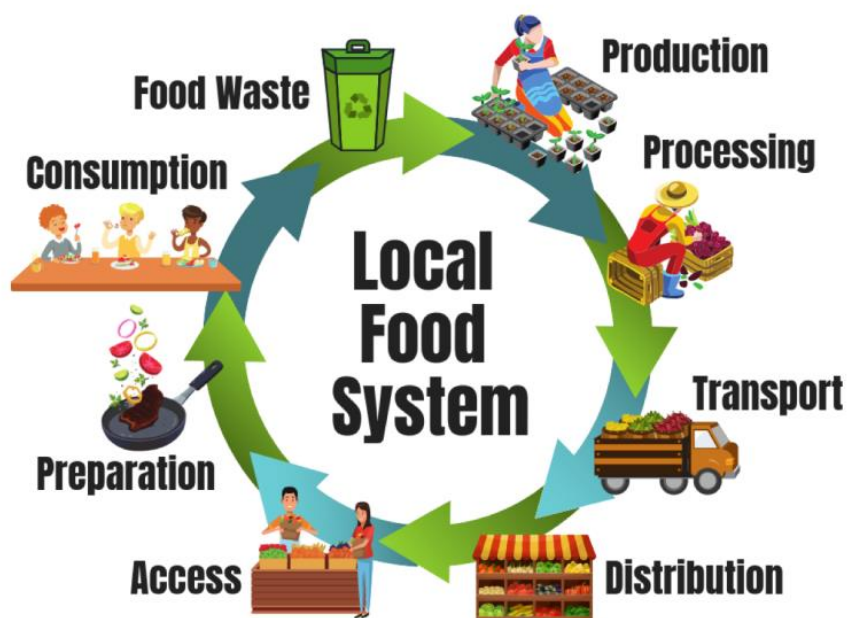 Local
Food
System
Production
Processing
Transport
Distribution
Access
Preparation
Consumption
Food Waste